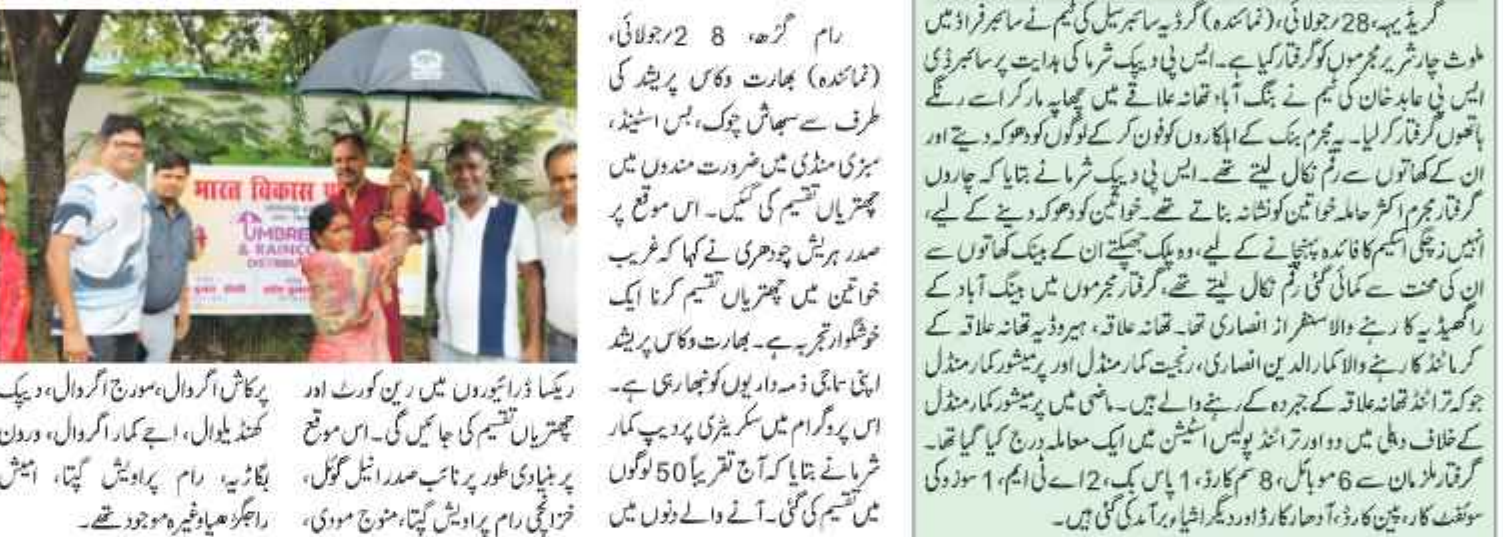 گریڈیہہ،28؍جولائی،(نمائندہ) گرڈیہ سائبر سیل کی ٹیم نے سائبر فراڈ میں
ملوث چار شریر مجرموں کو گرفتار کیا ہے۔ایس پی دیپک شرما کی ہدایت پر سائبر ڈی
ایس پی عابد خان کی ٹیم نے بنگ آباد تھانہ علاقے میں چھاپہ مار کر اسے رنگے
ہاتھوں گرفتار کر لیا۔ یہ مجرم بنک کے اہلکاروں کو فون کر کے لوگوں کو دھوکہ دیتے اور
ان کے کھاتوں سے رقم نکال لیتے تھے۔ایس پی دیپک شرما نے بتایا کہ چاروں
گرفتار مجرم اکثر حاملہ خواتین کو نشانہ بناتے تھے۔خواتین کو دھوکہ دینے کے لیے،
انہیں زچگی اسکیم کا فائدہ پہنچانے کے لیے، وہ پلک جھپکتے ان کے بینک کھاتوں سے
ان کی محنت سے کمائی گئی رقم نکال لیتے تھے، گرفتار مجرموں میں بینگ آباد کے
راگھیڈیہ کا رہنے والا سنفراز انصاری تھا۔ تھانہ علاقہ، ہیروڈیہ تھانہ علاقہ کے
کرمانڈ کا رہنے والا کمارالدین انصاری، رنجیت کمار منڈل اور پرمیشور کمار منڈل
جو کہ ترائنڈ تھانہ علاقہ کے جبردہ کے رہنے والے ہیں۔ ماضی میں پرمیشور کمار منڈل
کے خلاف دہلی میں دو اور ترائنڈ پولیس اسٹیشن میں ایک معاملہ درج کیا گیا تھا۔
گرفتار ملزمان سے 6 موبائل، 8 سم کارڈ، 1 پاس بک، 2 اے ٹی ایم، 1 سوزوکی
سوئفٹ کار، پین کارڈ، آدھار کارڈ اور دیگر اشیاء برآمد کی گئی ہیں۔
رام گڑھ، 8 2؍جولائی،
(نمائندہ) بھارت وکاس پریشد کی
طرف سے سبھاش چوک، بس اسٹینڈ،
سبزی منڈی میں ضرورت مندوں میں
چھتریاں تقسیم کی گئیں۔ اس موقع پر
صدر ہریش چودھری نے کہا کہ غریب
خواتین میں چھتریاں تقسیم کرنا ایک
خوشگوار تجربہ ہے۔ بھارت وکاس پریشد
اپنی سماجی ذمہ داریوں کو نبھا رہی ہے۔
اس پروگرام میں سکریٹری پردیپ کمار
شرما نے بتایا کہ آج تقریباً 50 لوگوں
میں تقسیم کی گئی۔ آنے والے دنوں میں
ریکسا ڈرائیوروں میں رین کورٹ اور
چھتریاں تقسیم کی جائیں گی۔ اس موقع
پر بنیادی طور پر نائب صدر انیل گوئل،
خزانچی رام پراویش گپتا، منوج مودی،
پرکاش اگروال، سورج اگروال، دیپک
کھنڈیلوال، اجے کمار اگروال، ورون
بگاڑیہ، رام پراویش گپتا، امیش
راجگڑھیا وغیرہ موجود تھے۔
भारत विकास
UMBRE
& RAINCO
DISTRIBU